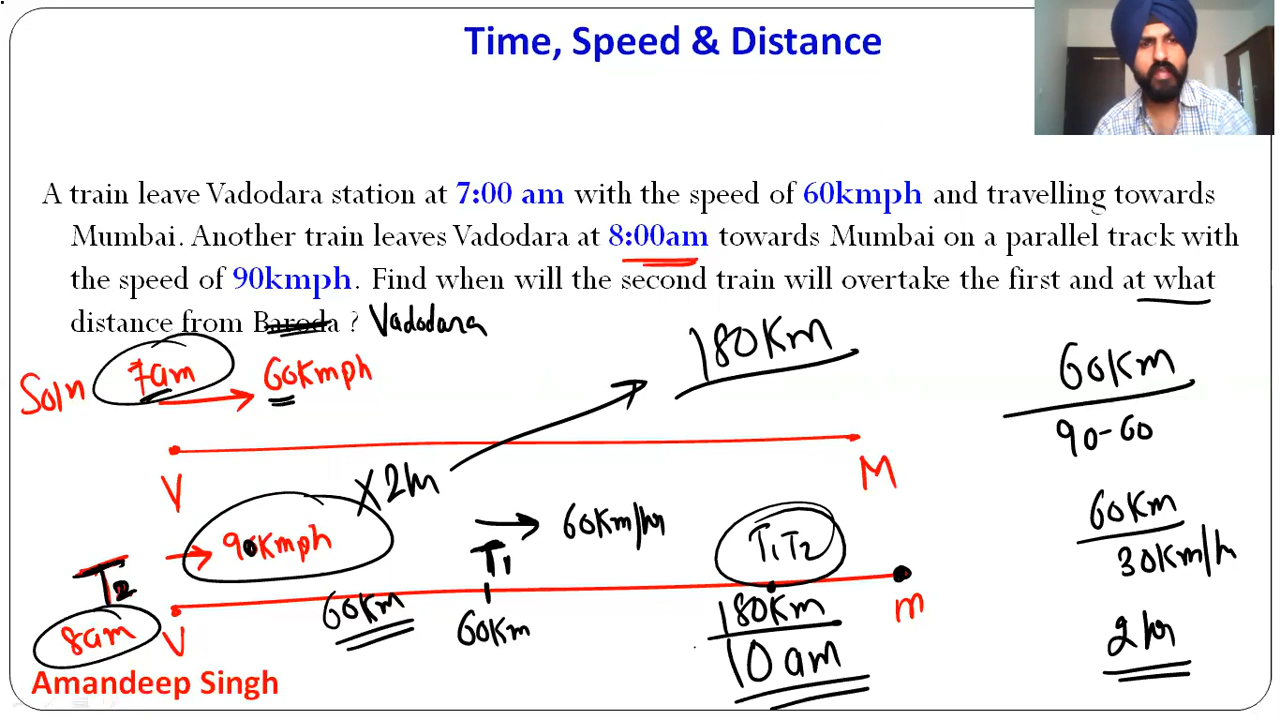 Time, Speed & Distance
A train leave Vadodara station at 7:00 am with the speed of 60kmph and travelling towards
Mumbai. Another train leaves Vadodara at 8:00am towards Mumbai on a parallel track with
the speed of 90kmph. Find when will the second train will overtake the first and at what
distance from Baroda ? Vadodara
Soln 7am 60Kmph
180Km
60Km
90-60
V M
X2hr
60Km
30Km/hr
90Kmph
T1 60Km/hr
T1T2
T2
8am V
60Km
60Km
180Km
10am
m
2hr
Amandeep Singh